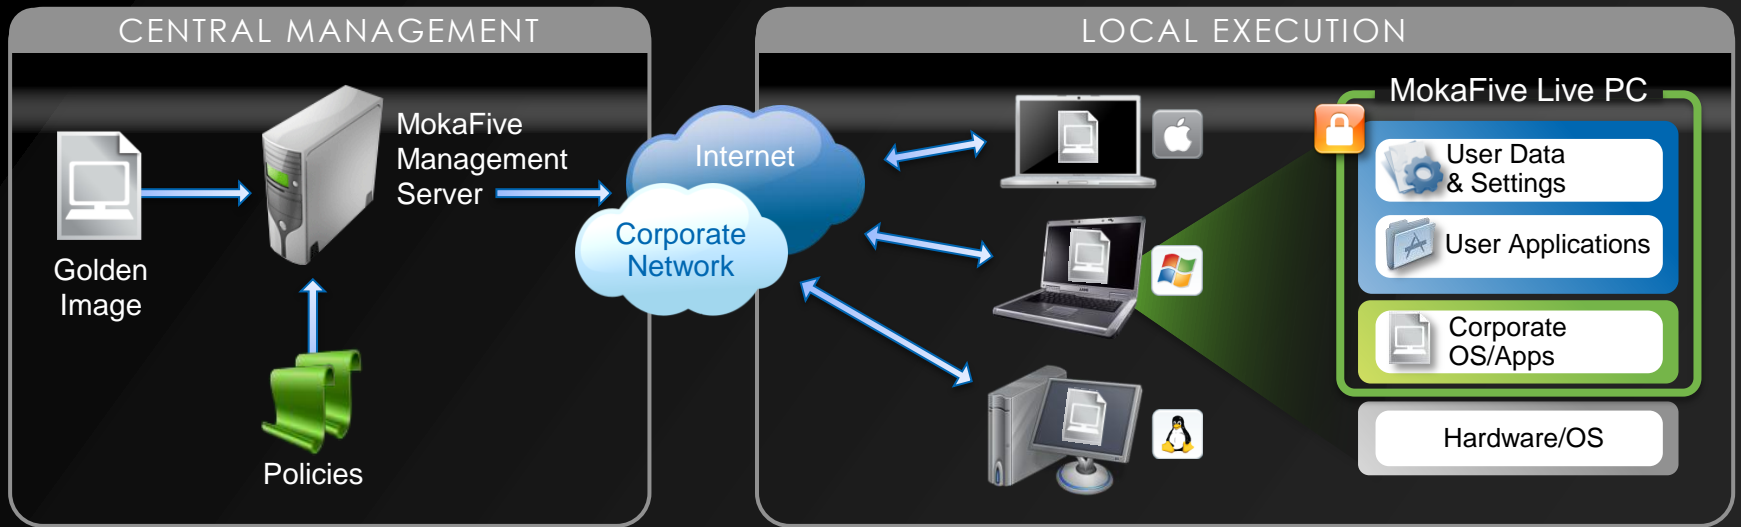 CENTRAL MANAGEMENT
LOCAL EXECUTION
Golden
Image
MokaFive
Management
Server
Policies
Internet
Corporate
Network
MokaFive Live PC
User Data
& Settings
User Applications
Corporate
OS/Apps
Hardware/OS